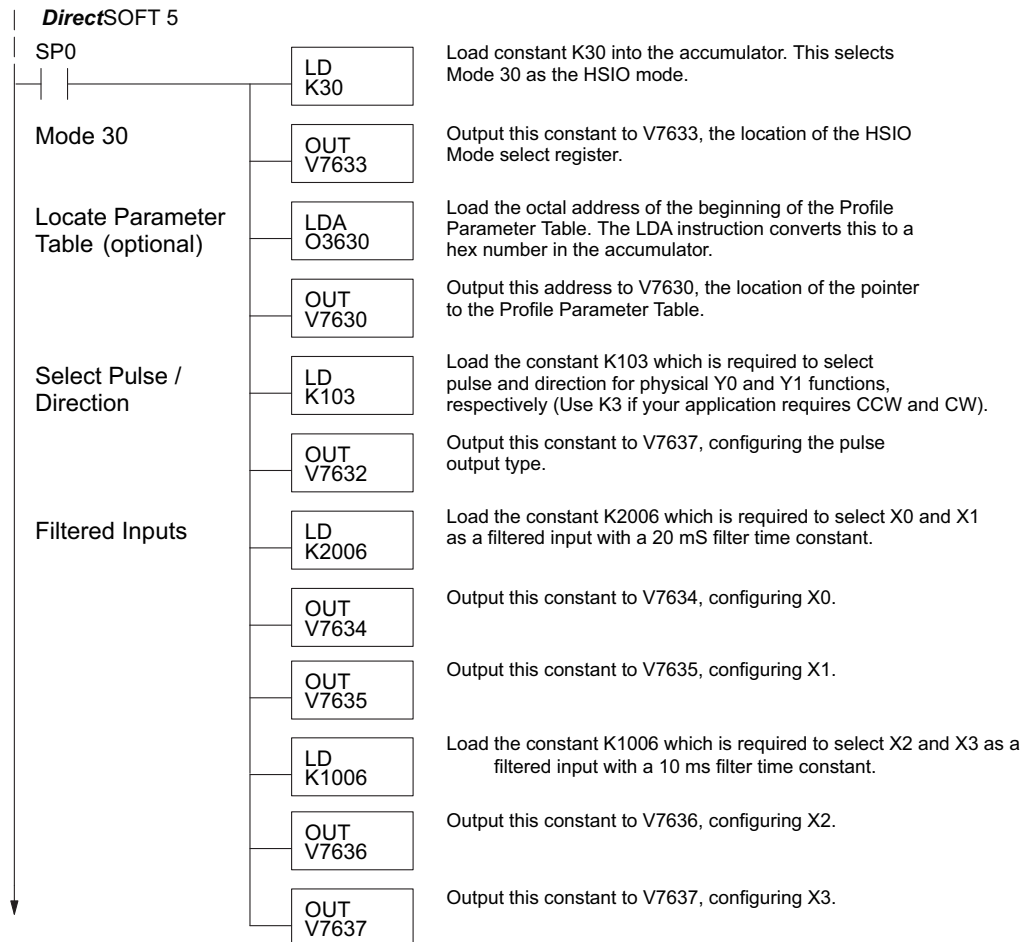 DirectSOFT 5
SP0
LD
K30
Load constant K30 into the accumulator. This selects
Mode 30 as the HSIO mode.
Mode 30
OUT
V7633
Output this constant to V7633, the location of the HSIO
Mode select register.
Locate Parameter
Table (optional)
LDA
O3630
Load the octal address of the beginning of the Profile
Parameter Table. The LDA instruction converts this to a
hex number in the accumulator.
OUT
V7630
Output this address to V7630, the location of the pointer
to the Profile Parameter Table.
Select Pulse /
Direction
LD
K103
Load the constant K103 which is required to select
pulse and direction for physical Y0 and Y1 functions,
respectively (Use K3 if your application requires CCW and CW).
OUT
V7632
Output this constant to V7637, configuring the pulse
output type.
Filtered Inputs
LD
K2006
Load the constant K2006 which is required to select X0 and X1
as a filtered input with a 20 mS filter time constant.
OUT
V7634
Output this constant to V7634, configuring X0.
OUT
V7635
Output this constant to V7635, configuring X1.
LD
K1006
Load the constant K1006 which is required to select X2 and X3 as a
filtered input with a 10 ms filter time constant.
OUT
V7636
Output this constant to V7636, configuring X2.
OUT
V7637
Output this constant to V7637, configuring X3.